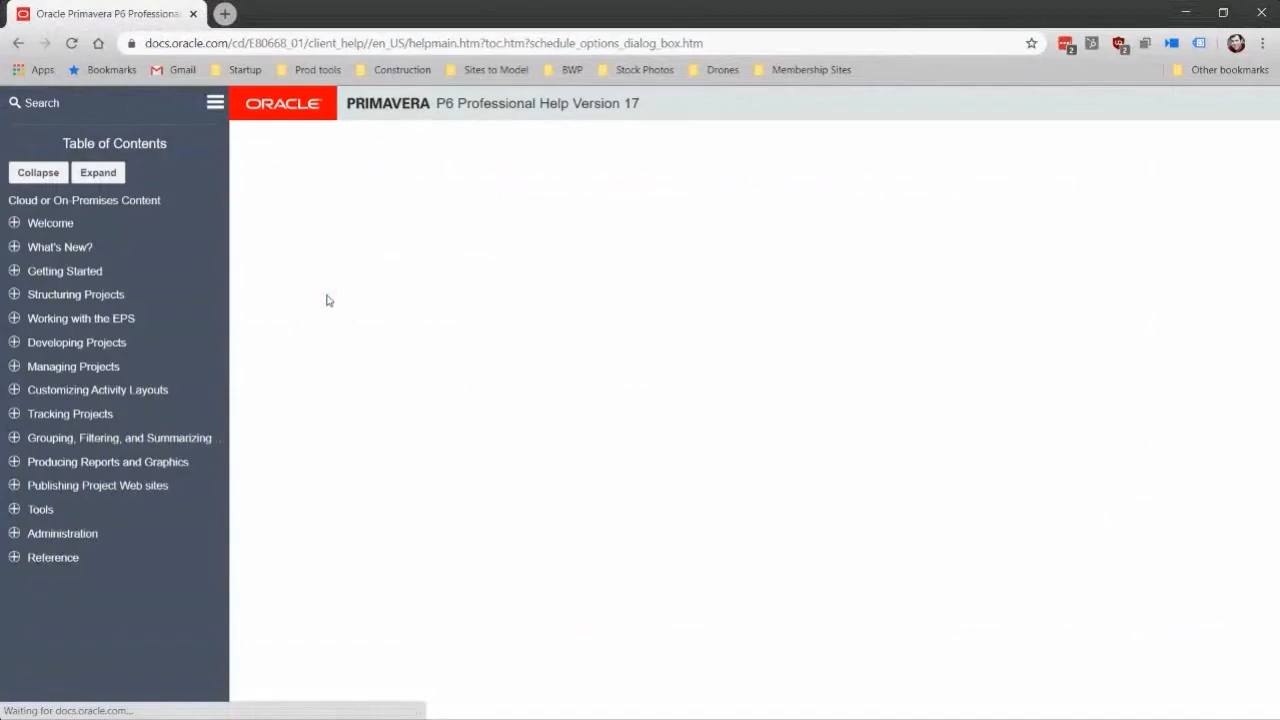 Oracle Primavera P6 Professional
docs.oracle.com/cd/E80668_01/client_help//en_US/helpmain.htm?toc.htm?schedule_options_dialog_box.htm
2
2
Apps
Bookmarks
Gmail
Startup
Prod tools
Construction
Sites to Model
BWP
Stock Photos
Drones
Membership Sites
Other bookmarks
Search
ORACLE
PRIMAVERA P6 Professional Help Version 17
Table of Contents
Collapse
Expand
Cloud or On-Premises Content
Welcome
What's New?
Getting Started
Structuring Projects
Working with the EPS
Developing Projects
Managing Projects
Customizing Activity Layouts
Tracking Projects
Grouping, Filtering, and Summarizing ...
Producing Reports and Graphics
Publishing Project Web sites
Tools
Administration
Reference
Waiting for docs.oracle.com...